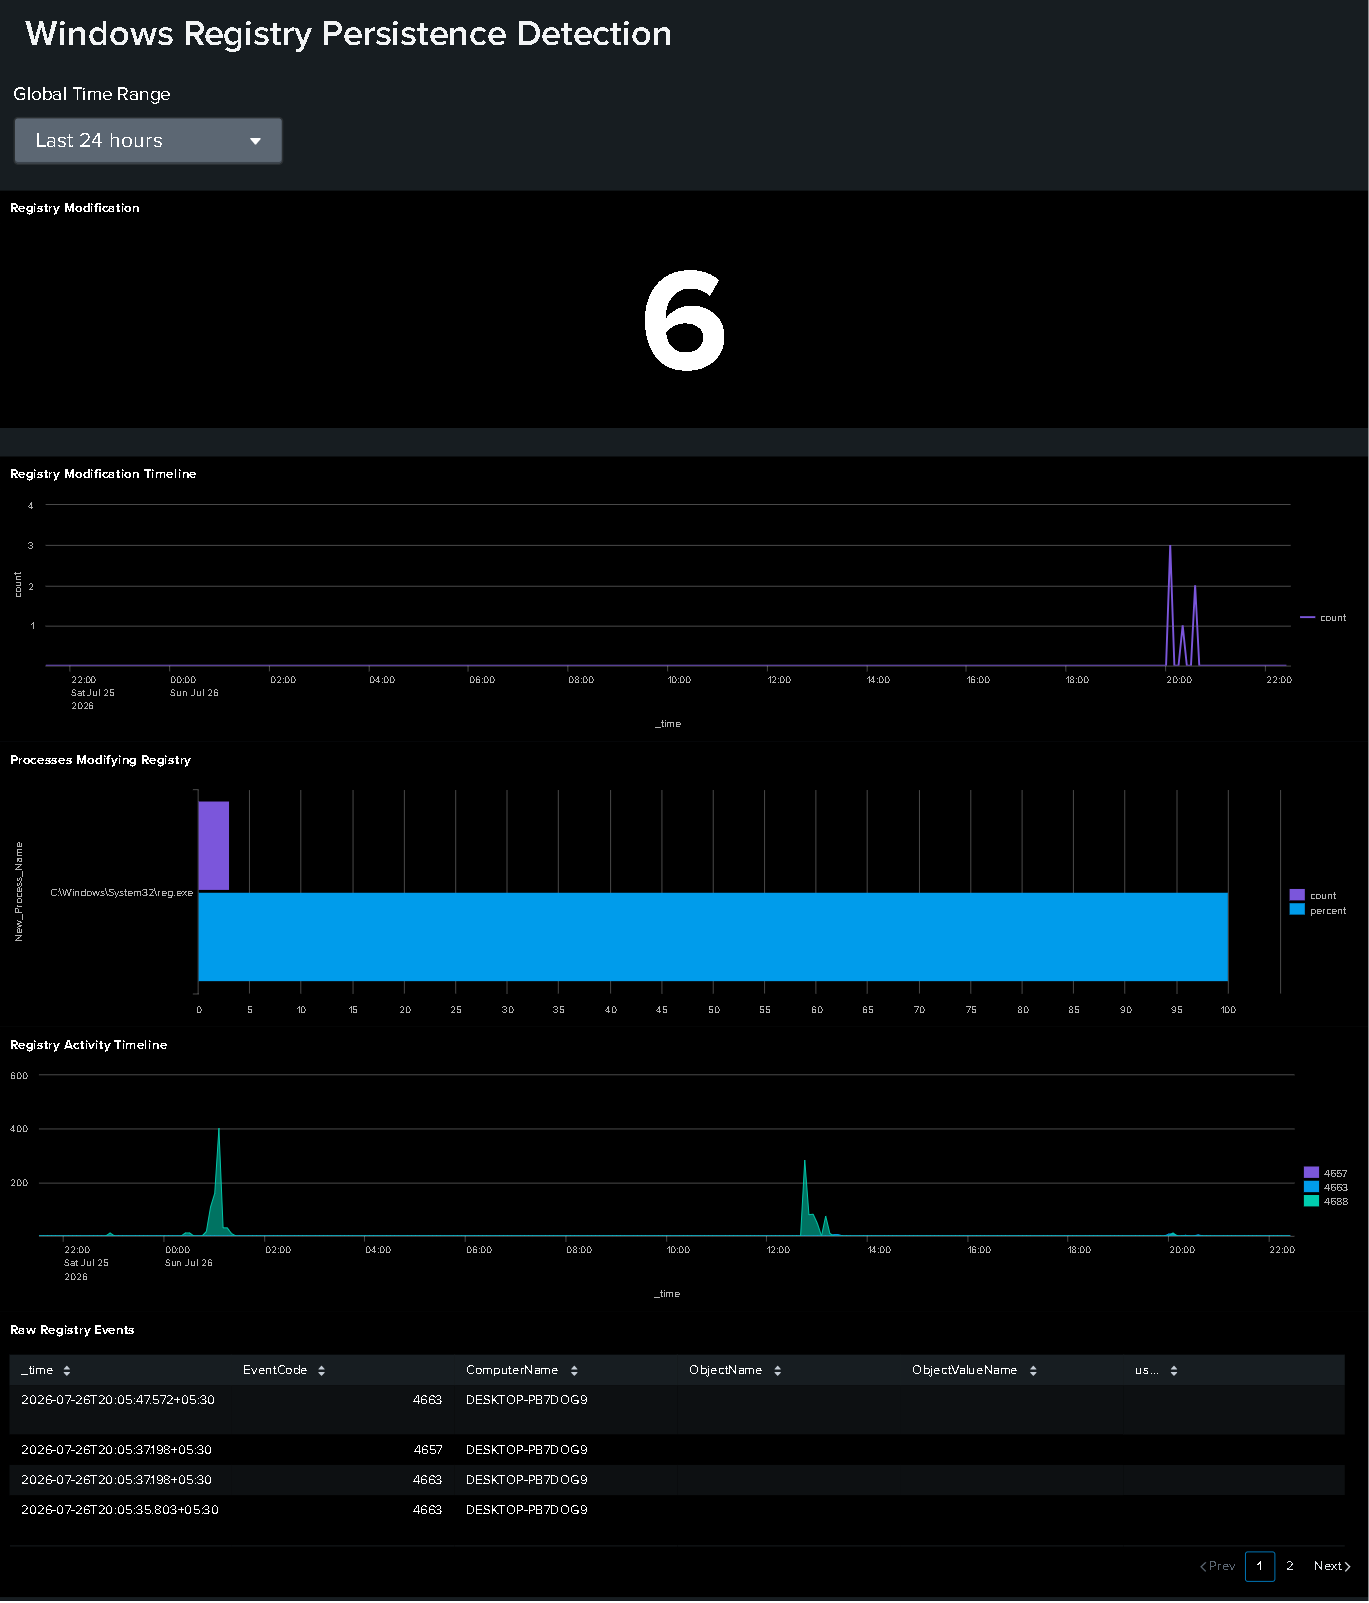 Windows Registry Persistence Detection
Global Time Range
Last 24 hours
Registry Modification
6
Registry Modification Timeline
4
3
2
1
count
count
22:00 00:00 02:00 04:00 06:00 08:00 10:00 12:00 14:00 16:00 18:00 20:00 22:00
Sat Jul 25 Sun Jul 26
2026
_time
Processes Modifying Registry
New_Process_Name
C:\Windows\System32\reg.exe
count
percent
0 5 10 15 20 25 30 35 40 45 50 55 60 65 70 75 80 85 90 95 100
Registry Activity Timeline
600
400
200
4657
4663
4688
22:00 00:00 02:00 04:00 06:00 08:00 10:00 12:00 14:00 16:00 18:00 20:00 22:00
Sat Jul 25 Sun Jul 26
2026
_time
Raw Registry Events
_time EventCode ComputerName ObjectName ObjectValueName us...
2026-07-26T20:05:47.572+05:30 4663 DESKTOP-PB7DOG9
2026-07-26T20:05:37.198+05:30 4657 DESKTOP-PB7DOG9
2026-07-26T20:05:37.198+05:30 4663 DESKTOP-PB7DOG9
2026-07-26T20:05:35.803+05:30 4663 DESKTOP-PB7DOG9
Prev 1 2 Next